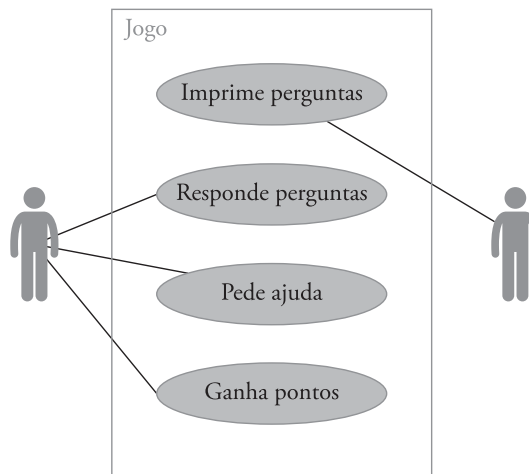 Jogo
Imprime perguntas
Responde perguntas
Pede ajuda
Ganha pontos